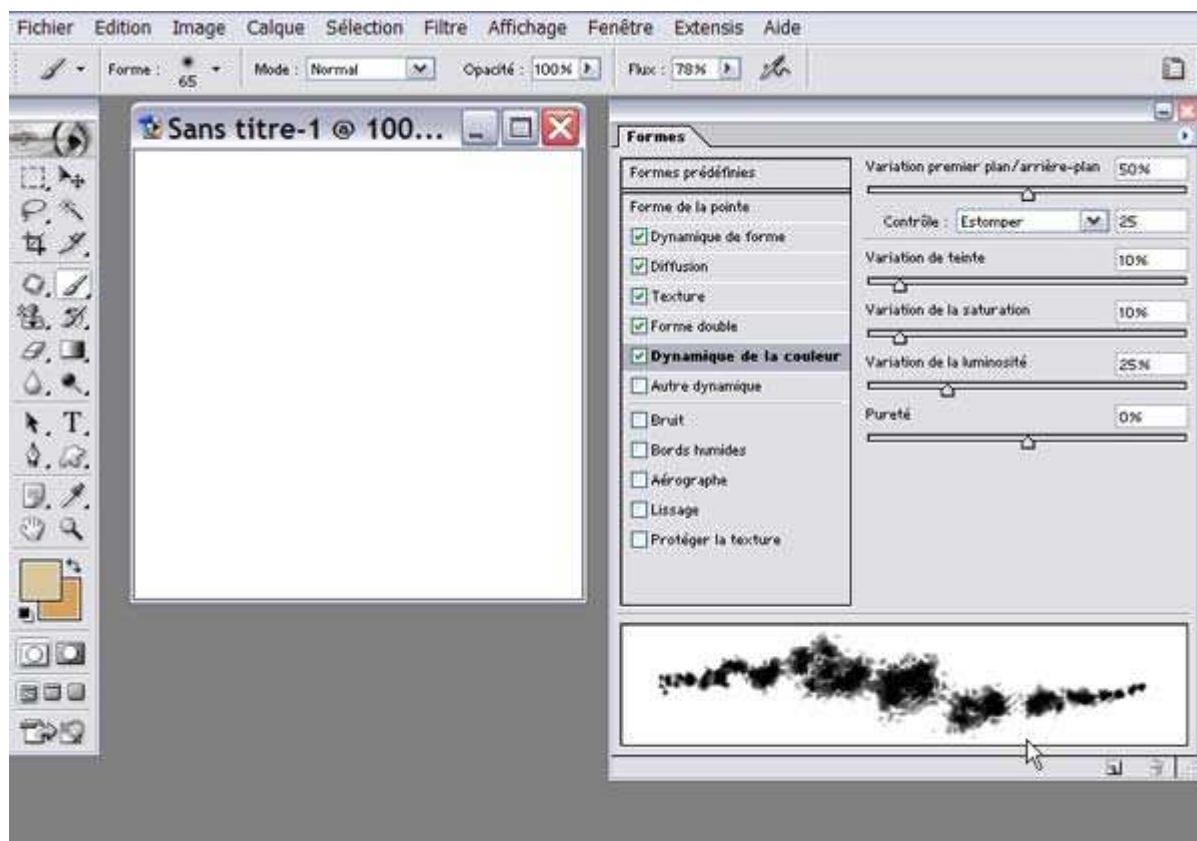 Fichier Edition Image Calque Sélection Filtre Affichage Fenêtre Extensis Aide
Forme : 65 Mode : Normal Opacité : 100% Flux : 78%
Sans titre-1 @ 100...
Formes
Formes prédéfinies
Forme de la pointe
Dynamique de forme
Diffusion
Texture
Forme double
Dynamique de la couleur
Autre dynamique
Bruit
Bords humides
Aérographe
Lissage
Protéger la texture
Variation premier plan/arrière-plan 50%
Contrôle : Estomper 25
Variation de teinte 10%
Variation de la saturation 10%
Variation de la luminosité 25%
Pureté 0%
T